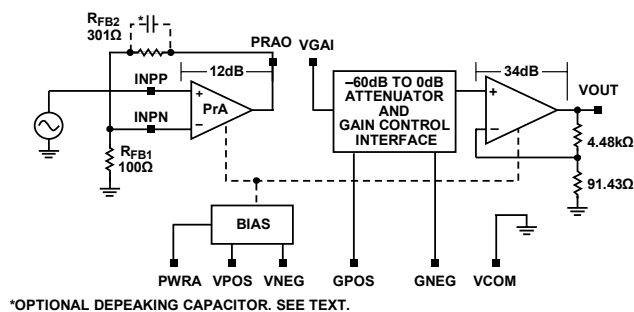 RFB2
301Ω
*
PRAO
VGAI
12dB
–60dB TO 0dB
ATTENUATOR
AND
GAIN CONTROL
INTERFACE
34dB
VOUT
INPP
+
PrA
INPN
–
+
–
4.48kΩ
RFB1
100Ω
91.43Ω
BIAS
PWRA
VPOS
VNEG
GPOS
GNEG
VCOM
*OPTIONAL DEPEAKING CAPACITOR. SEE TEXT.